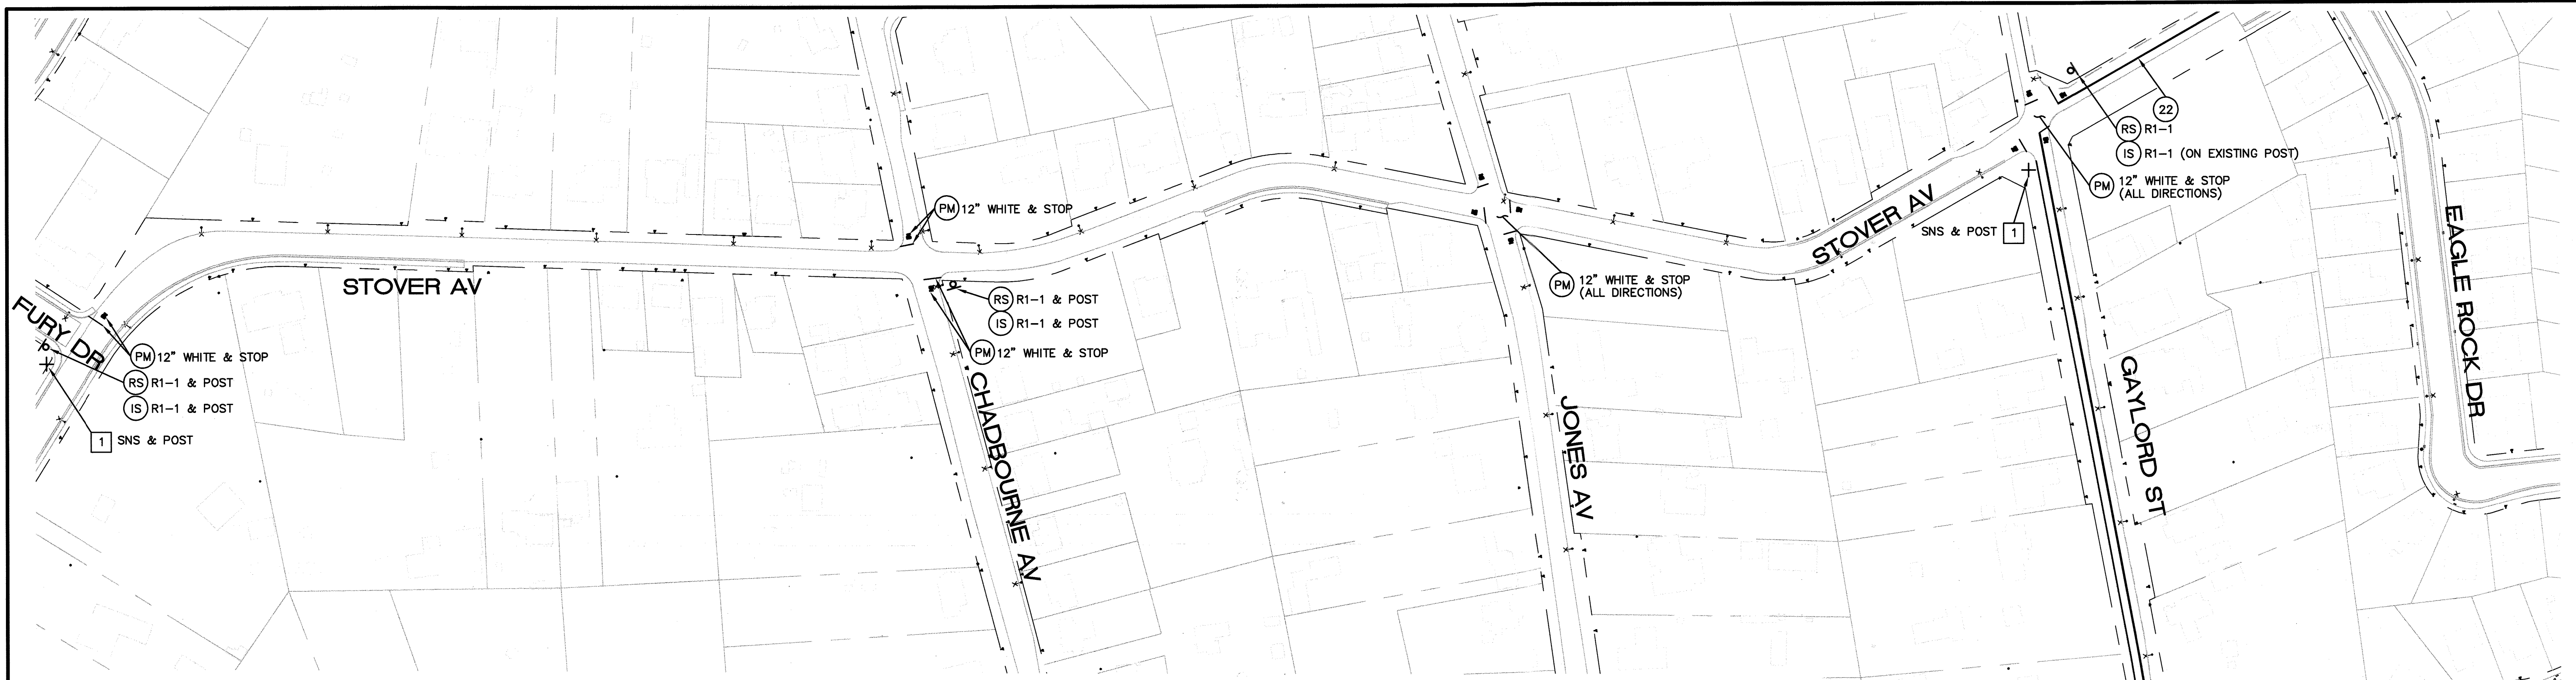 22
RS R1-1
IS R1-1 (ON EXISTING POST)
PM 12" WHITE & STOP
(ALL DIRECTIONS)
PM 12" WHITE & STOP
STOVER AV
SNS & POST 1
EAGLE ROCK DR
STOVER AV
PM 12" WHITE & STOP
(ALL DIRECTIONS)
RS R1-1 & POST
IS R1-1 & POST
PM 12" WHITE & STOP
FURY DR
PM 12" WHITE & STOP
RS R1-1 & POST
IS R1-1 & POST
1 SNS & POST
CHADBOURNE AV
JONES AV
GAYLORD ST